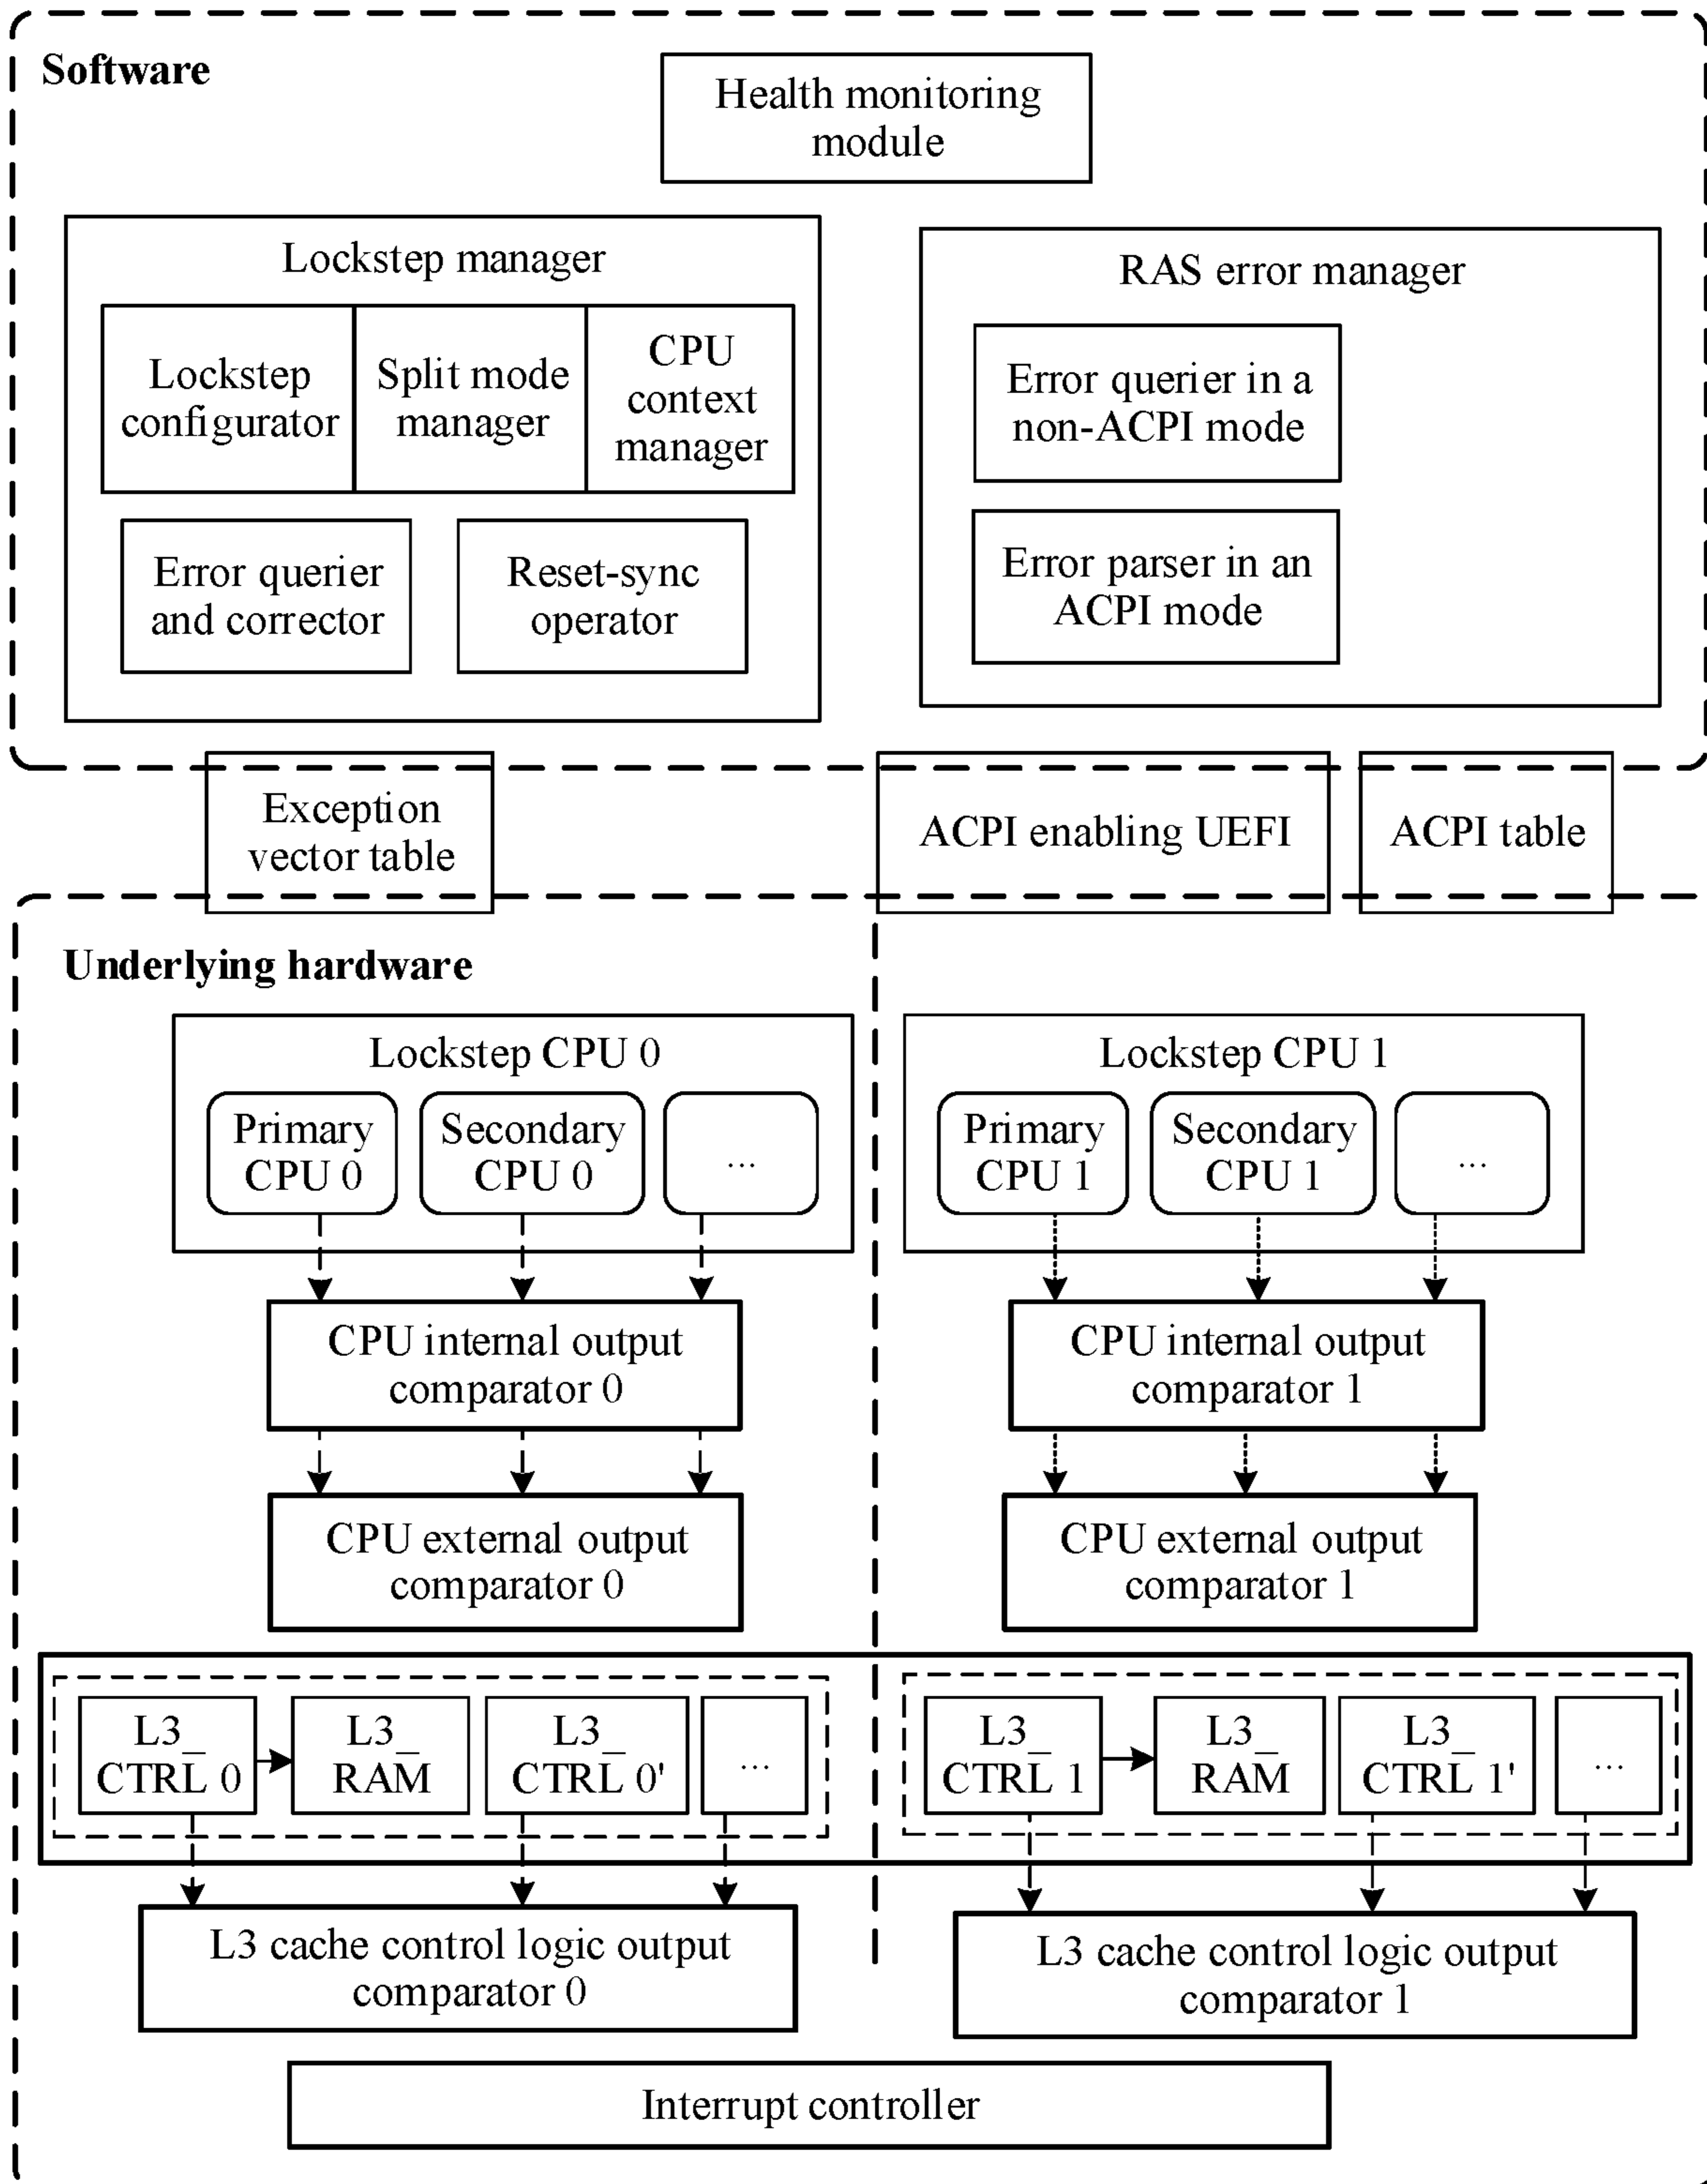 Software
Health monitoring
module
Lockstep manager
Lockstep
configurator
Split mode
manager
CPU
context
manager
Error querier
and corrector
Reset-sync
operator
RAS error manager
Error querier in a
non-ACPI mode
Error parser in an
ACPI mode
Exception
vector table
ACPI enabling UEFI
ACPI table
Underlying hardware
Lockstep CPU 0
Primary
CPU 0
Secondary
CPU 0
...
Lockstep CPU 1
Primary
CPU 1
Secondary
CPU 1
...
CPU internal output
comparator 0
CPU internal output
comparator 1
CPU external output
comparator 0
CPU external output
comparator 1
L3_
CTRL 0
L3_
RAM
L3_
CTRL 0'
...
L3_
CTRL 1
L3_
RAM
L3_
CTRL 1'
...
L3 cache control logic output
comparator 0
L3 cache control logic output
comparator 1
Interrupt controller